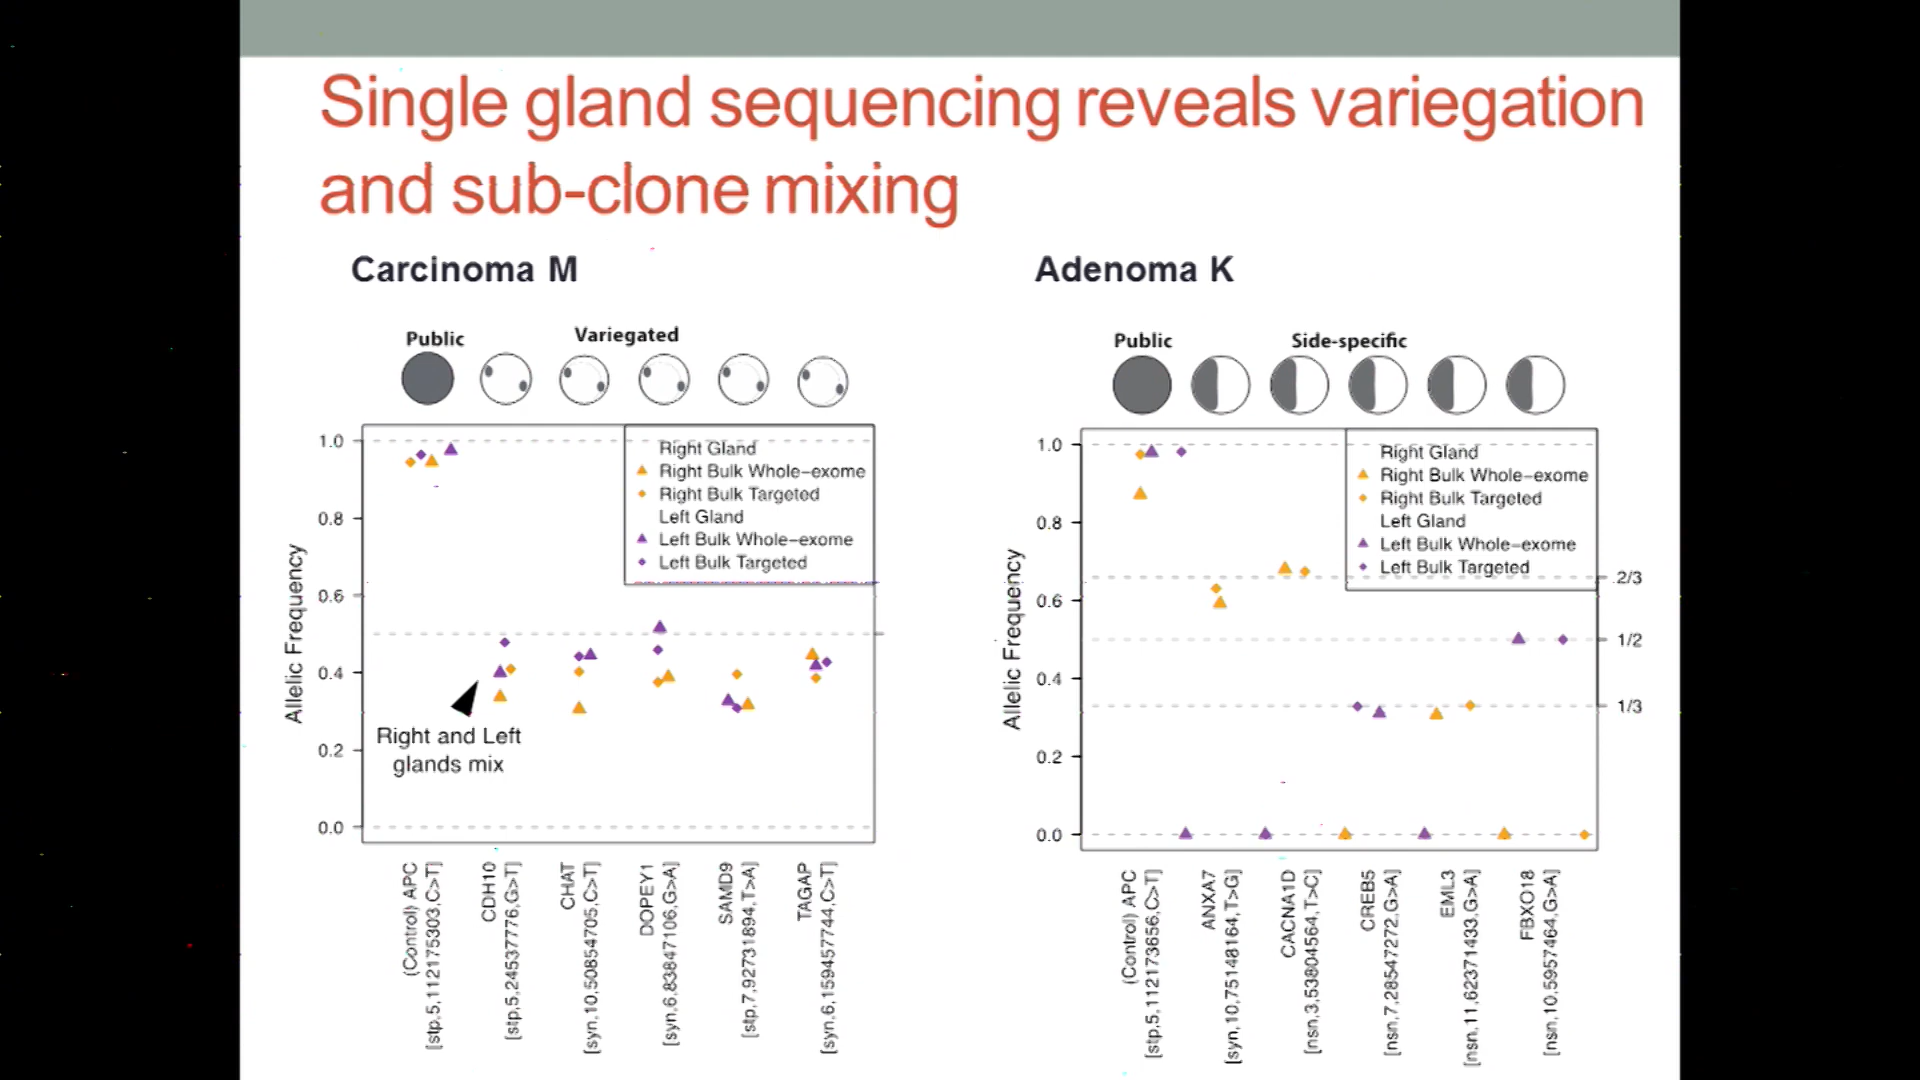 Single gland sequencing reveals variegation
and sub-clone mixing
Carcinoma M
Public
Variegated
Right Gland
Right Bulk Whole-exome
Right Bulk Targeted
Left Gland
Left Bulk Whole-exome
Left Bulk Targeted
Allelic Frequency
1.0
0.8
0.6
0.4
0.2
0.0
Right and Left
glands mix
(Control) APC
[stp,5,112175303,C>T]
CDH10
[stp,5,24537776,G>T]
CHAT
[syn,10,50854705,C>T]
DOPEY1
[syn,6,83847106,G>A]
SAMD9
[stp,7,92731894,T>A]
TAGAP
[syn,6,159457744,C>T]
Adenoma K
Public
Side-specific
Right Gland
Right Bulk Whole-exome
Right Bulk Targeted
Left Gland
Left Bulk Whole-exome
Left Bulk Targeted
Allelic Frequency
1.0
0.8
0.6
0.4
0.2
0.0
2/3
1/2
1/3
(Control) APC
[stp,5,112173656,C>T]
ANXA7
[syn,10,75148164,T>G]
CACNA1D
[nsn,3,53804564,T>C]
CREB5
[nsn,7,28547272,G>A]
EML3
[nsn,11,62371433,G>A]
FBXO18
[nsn,10,5957464,G>A]